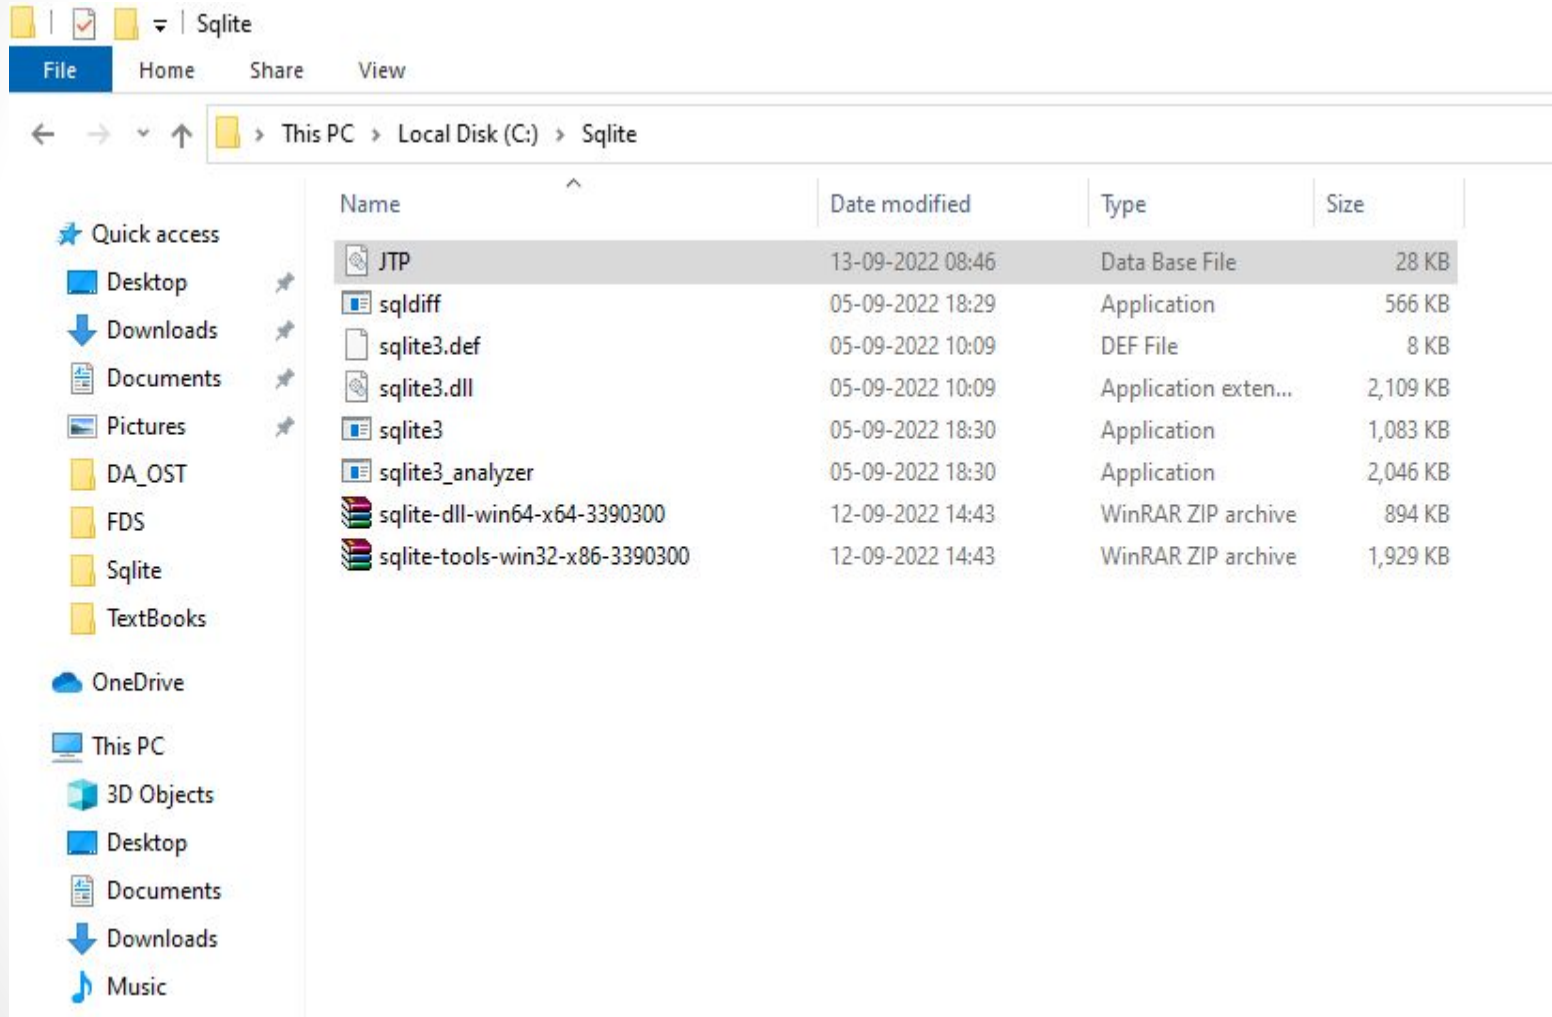 Sqlite
File Home Share View
This PC Local Disk (C:) Sqlite
Name Date modified Type Size
Quick access
Desktop
Downloads
Documents
Pictures
DA_OST
FDS
Sqlite
TextBooks
OneDrive
This PC
3D Objects
Desktop
Documents
Downloads
Music
JTP 13-09-2022 08:46 Data Base File 28 KB
sqldiff 05-09-2022 18:29 Application 566 KB
sqlite3.def 05-09-2022 10:09 DEF File 8 KB
sqlite3.dll 05-09-2022 10:09 Application exten... 2,109 KB
sqlite3 05-09-2022 18:30 Application 1,083 KB
sqlite3_analyzer 05-09-2022 18:30 Application 2,046 KB
sqlite-dll-win64-x64-3390300 12-09-2022 14:43 WinRAR ZIP archive 894 KB
sqlite-tools-win32-x86-3390300 12-09-2022 14:43 WinRAR ZIP archive 1,929 KB